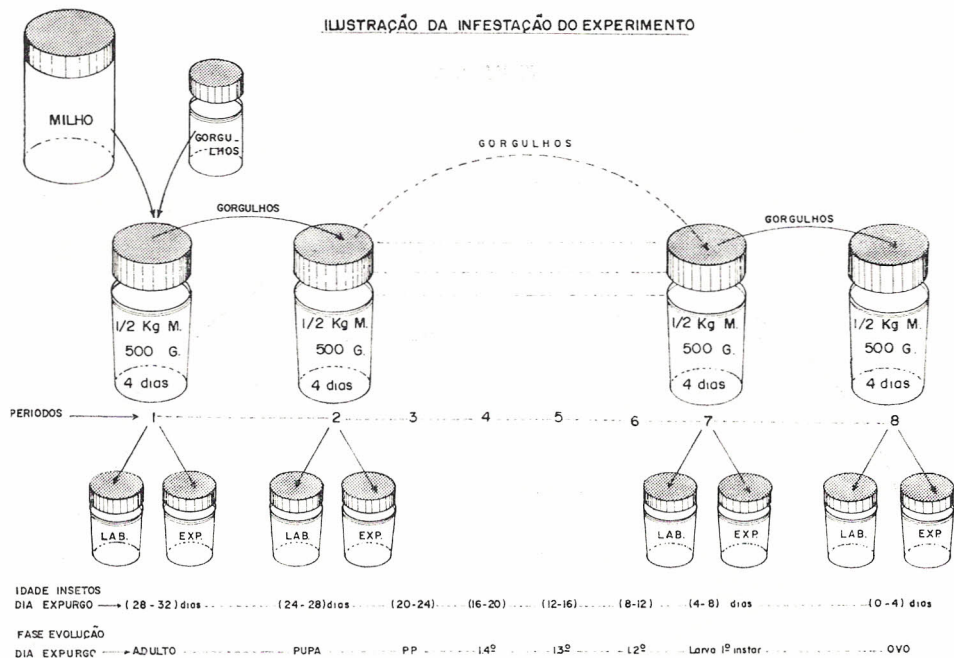 ILUSTRAÇÃO DA INFESTAÇÃO DO EXPERIMENTO
MILHO
GORGU-
LHOS
GORGULHOS
GORGULHOS
GORGULHOS
1/2 Kg M.
500 G.
4 dias
1/2 Kg M.
500 G.
4 dias
1/2 Kg M.
500 G.
4 dias
1/2 Kg M.
500 G.
4 dias
PERIODOS 1 2 3 4 5 6 7 8
LAB. EXP. LAB. EXP. LAB. EXP. LAB. EXP.
IDADE INSETOS
DIA EXPURGO (28-32) dias (24-28) dias (20-24) (16-20) (12-16) (8-12) (4-8) dias (0-4) dias
FASE EVOLUÇÃO
DIA EXPURGO ADULTO PUPA PP L4º L3º L2º Larva 1º instar OVO